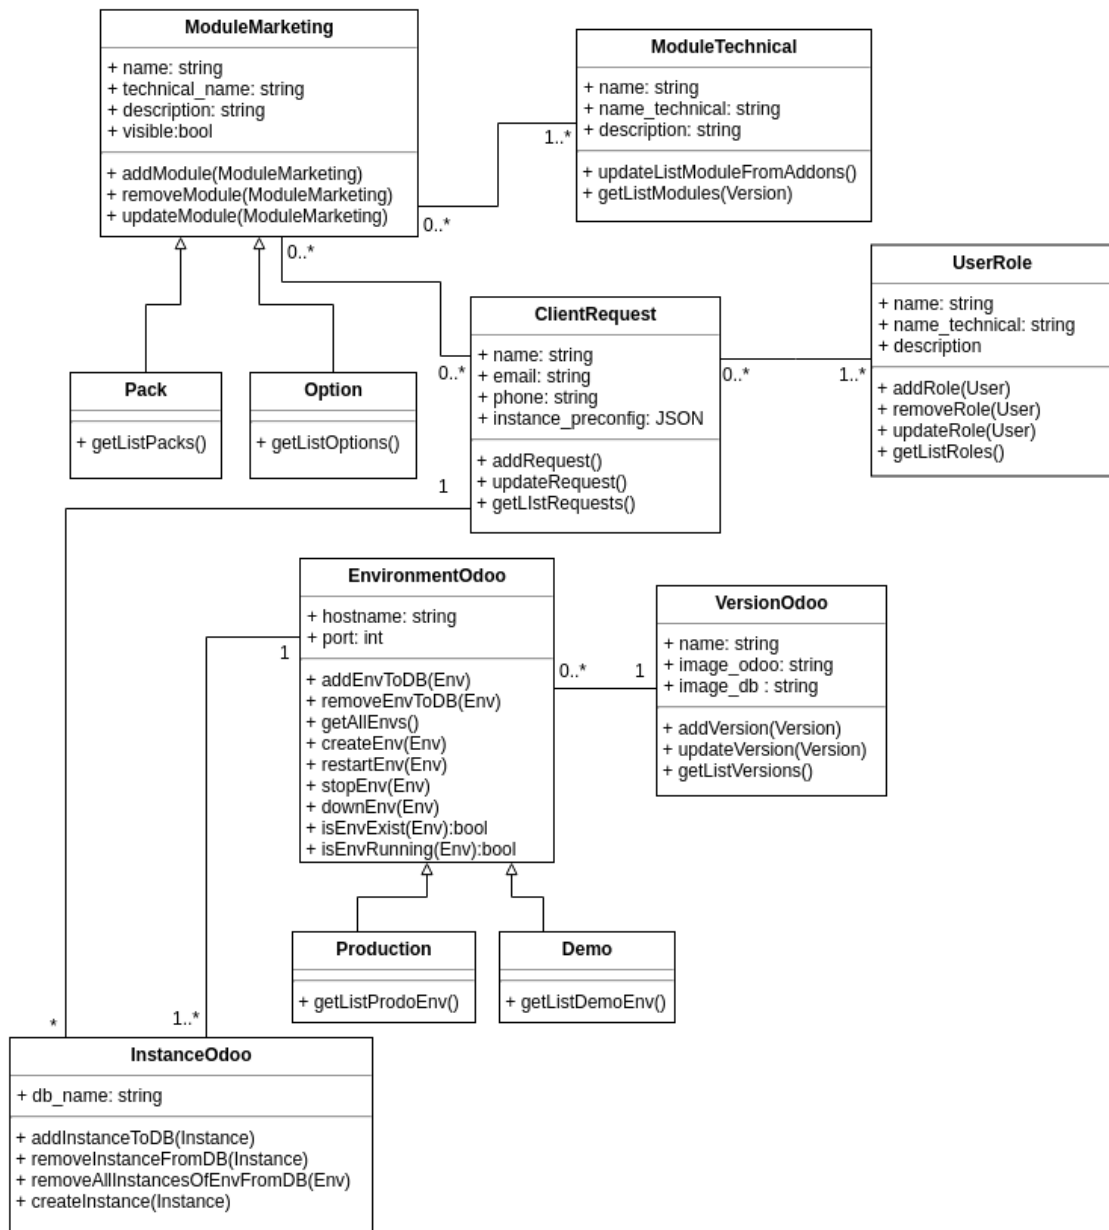 ModuleMarketing
+ name: string
+ technical_name: string
+ description: string
+ visible:bool
+ addModule(ModuleMarketing)
+ removeModule(ModuleMarketing)
+ updateModule(ModuleMarketing)
ModuleTechnical
+ name: string
+ name_technical: string
+ description: string
+ updateListModuleFromAddons()
+ getListModules(Version)
1..*
0..*
0..*
UserRole
+ name: string
+ name_technical: string
+ description
+ addRole(User)
+ removeRole(User)
+ updateRole(User)
+ getListRoles()
ClientRequest
+ name: string
+ email: string
+ phone: string
+ instance_preconfig: JSON
+ addRequest()
+ updateRequest()
+ getLIstRequests()
0..*
0..*
1..*
Pack
+ getListPacks()
Option
+ getListOptions()
1
EnvironmentOdoo
+ hostname: string
+ port: int
+ addEnvToDB(Env)
+ removeEnvToDB(Env)
+ getAllEnvs()
+ createEnv(Env)
+ restartEnv(Env)
+ stopEnv(Env)
+ downEnv(Env)
+ isEnvExist(Env):bool
+ isEnvRunning(Env):bool
1
0..*
1
VersionOdoo
+ name: string
+ image_odoo: string
+ image_db : string
+ addVersion(Version)
+ updateVersion(Version)
+ getListVersions()
Production
+ getListProdoEnv()
Demo
+ getListDemoEnv()
*
1..*
InstanceOdoo
+ db_name: string
+ addInstanceToDB(Instance)
+ removeInstanceFromDB(Instance)
+ removeAllInstancesOfEnvFromDB(Env)
+ createInstance(Instance)